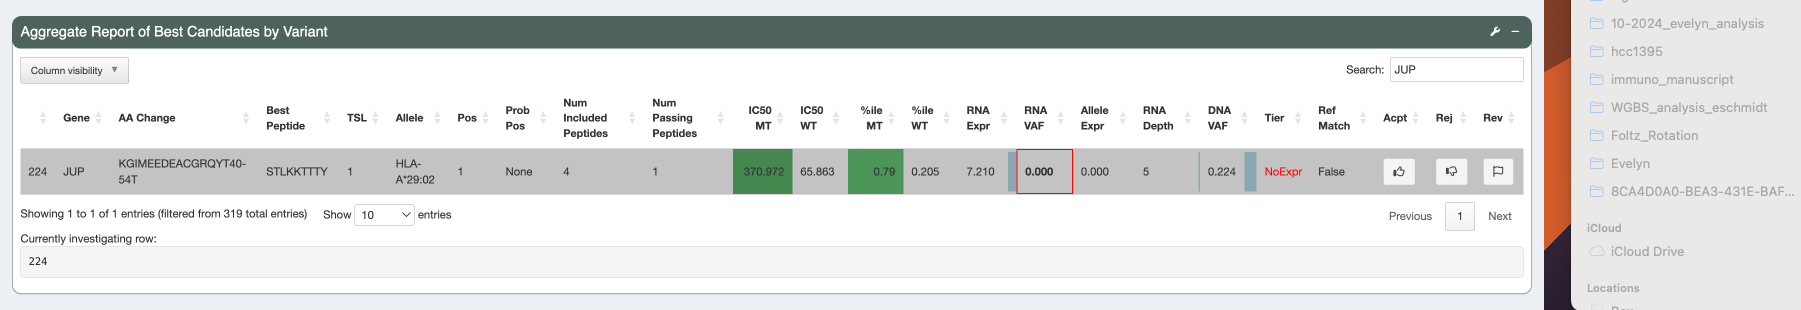 Aggregate Report of Best Candidates by Variant
Column visibility ▼
Search: JUP
Gene AA Change Best Peptide TSL Allele Pos Prob Pos Num Included Peptides Num Passing Peptides IC50 MT IC50 WT %ile MT %ile WT RNA Expr RNA VAF Allele Expr RNA Depth DNA VAF Tier Ref Match Acpt Rej Rev
224 JUP KGIMEEDEACGRQYT40-54T STLKKTTTY 1 HLA-A*29:02 1 None 4 1 370.972 65.863 0.79 0.205 7.210 0.000 0.000 5 0.224 NoExpr False
Showing 1 to 1 of 1 entries (filtered from 319 total entries) Show 10 entries
Previous 1 Next
Currently investigating row:
224
10-2024_evelyn_analysis
hcc1395
immuno_manuscript
WGBS_analysis_eschmidt
Foltz_Rotation
Evelyn
8CA4D0A0-BEA3-431E-BAF...
iCloud
iCloud Drive
Locations